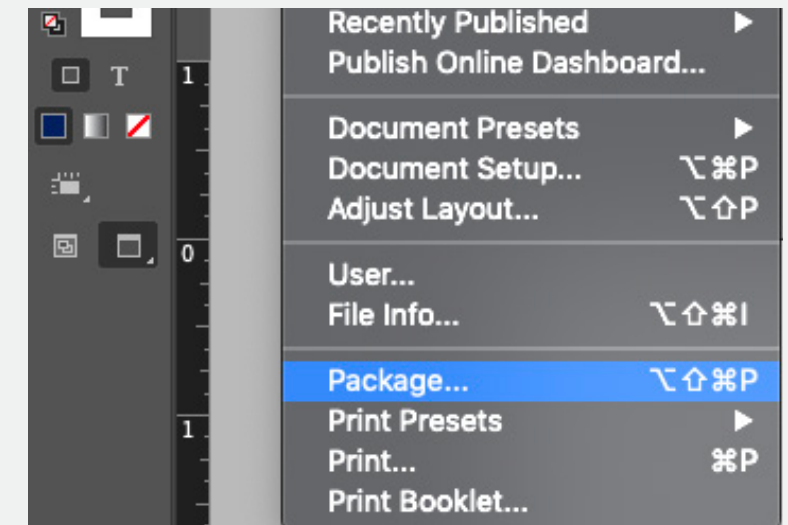 Recently Published ▶
Publish Online Dashboard...
T
1
Document Presets ▶
Document Setup... ⌥⌘P
Adjust Layout... ⌥⇧P
0
User...
File Info... ⌥⇧⌘I
Package... ⌥⇧⌘P
Print Presets ▶
1
Print... ⌘P
Print Booklet...